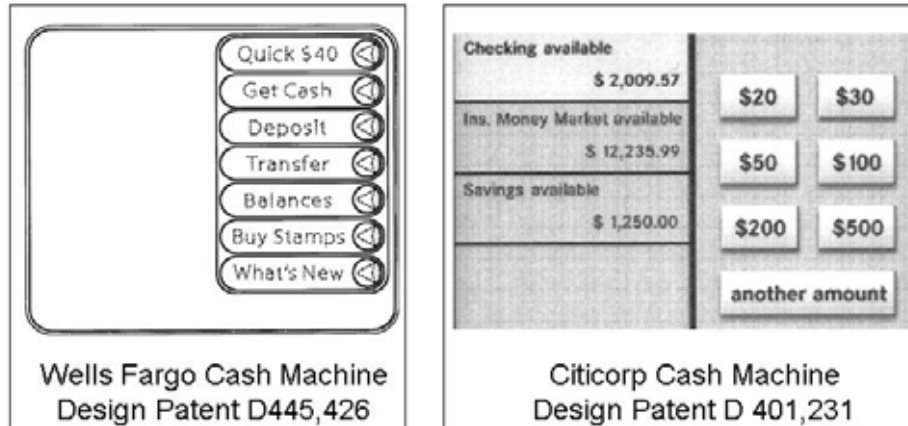 Quick $40
Get Cash
Deposit
Transfer
Balances
Buy Stamps
What's New
Wells Fargo Cash Machine
Design Patent D445,426
Checking available
$ 2,009.57
Ins. Money Market available
$ 12,235.99
Savings available
$ 1,250.00
$20 $30
$50 $100
$200 $500
another amount
Citicorp Cash Machine
Design Patent D 401,231